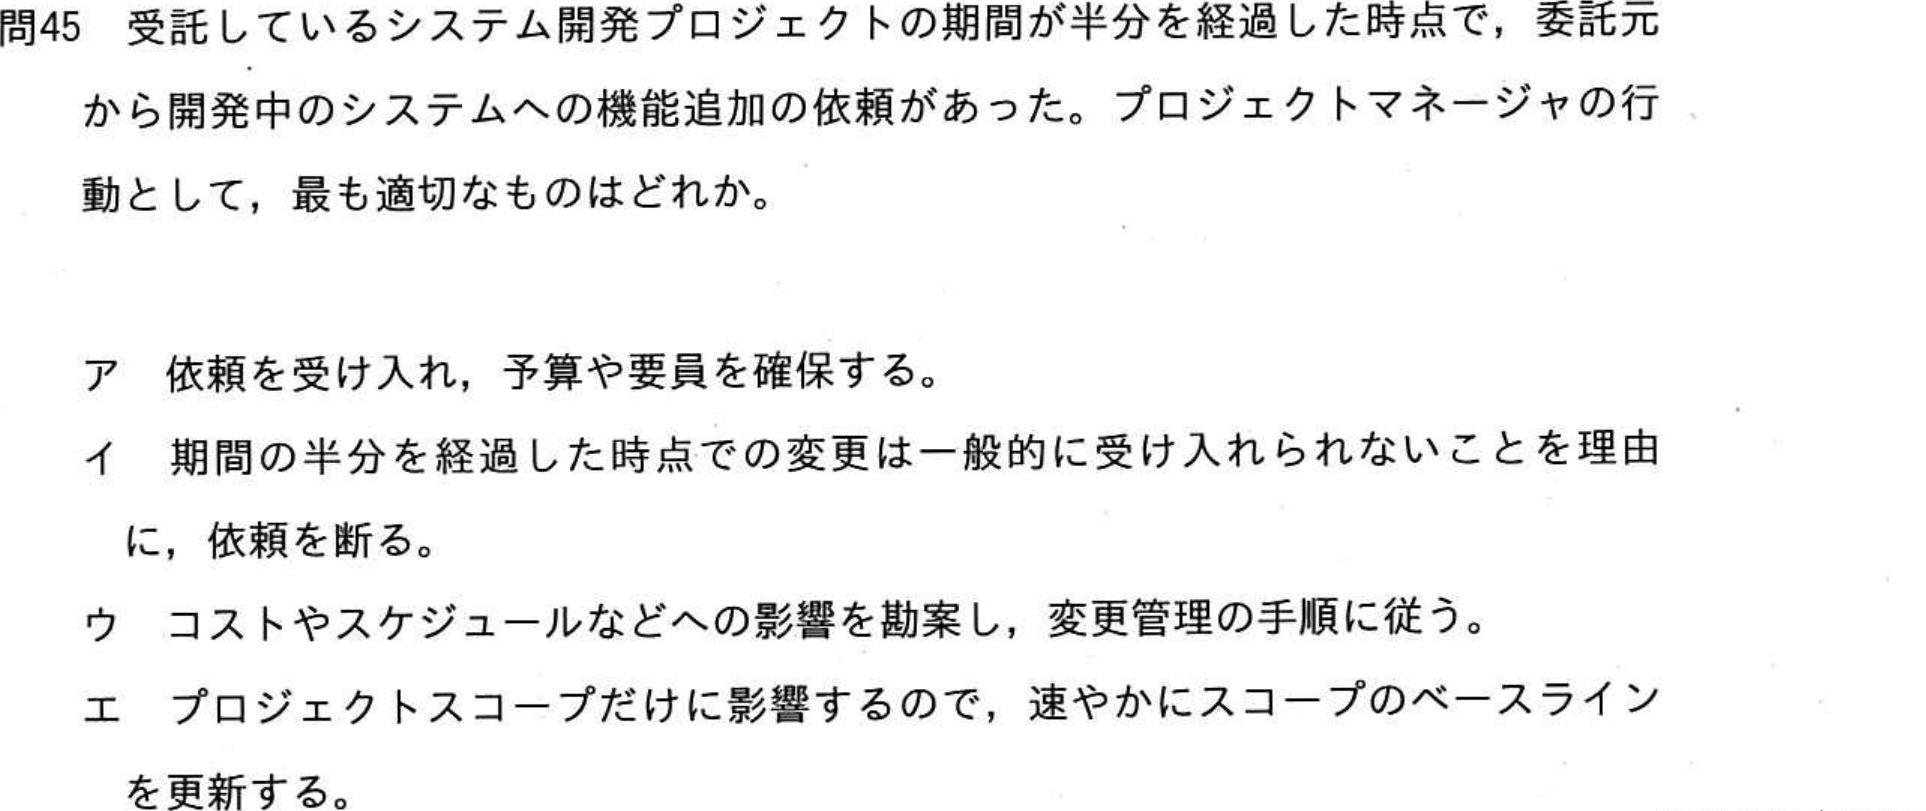 問45 受託しているシステム開発プロジェクトの期間が半分を経過した時点で，委託元
から開発中のシステムへの機能追加の依頼があった。プロジェクトマネージャの行
動として，最も適切なものはどれか。
ア 依頼を受け入れ，予算や要員を確保する。
イ 期間の半分を経過した時点での変更は一般的に受け入れられないことを理由
に，依頼を断る。
ウ コストやスケジュールなどへの影響を勘案し，変更管理の手順に従う。
エ プロジェクトスコープだけに影響するので，速やかにスコープのベースライン
を更新する。